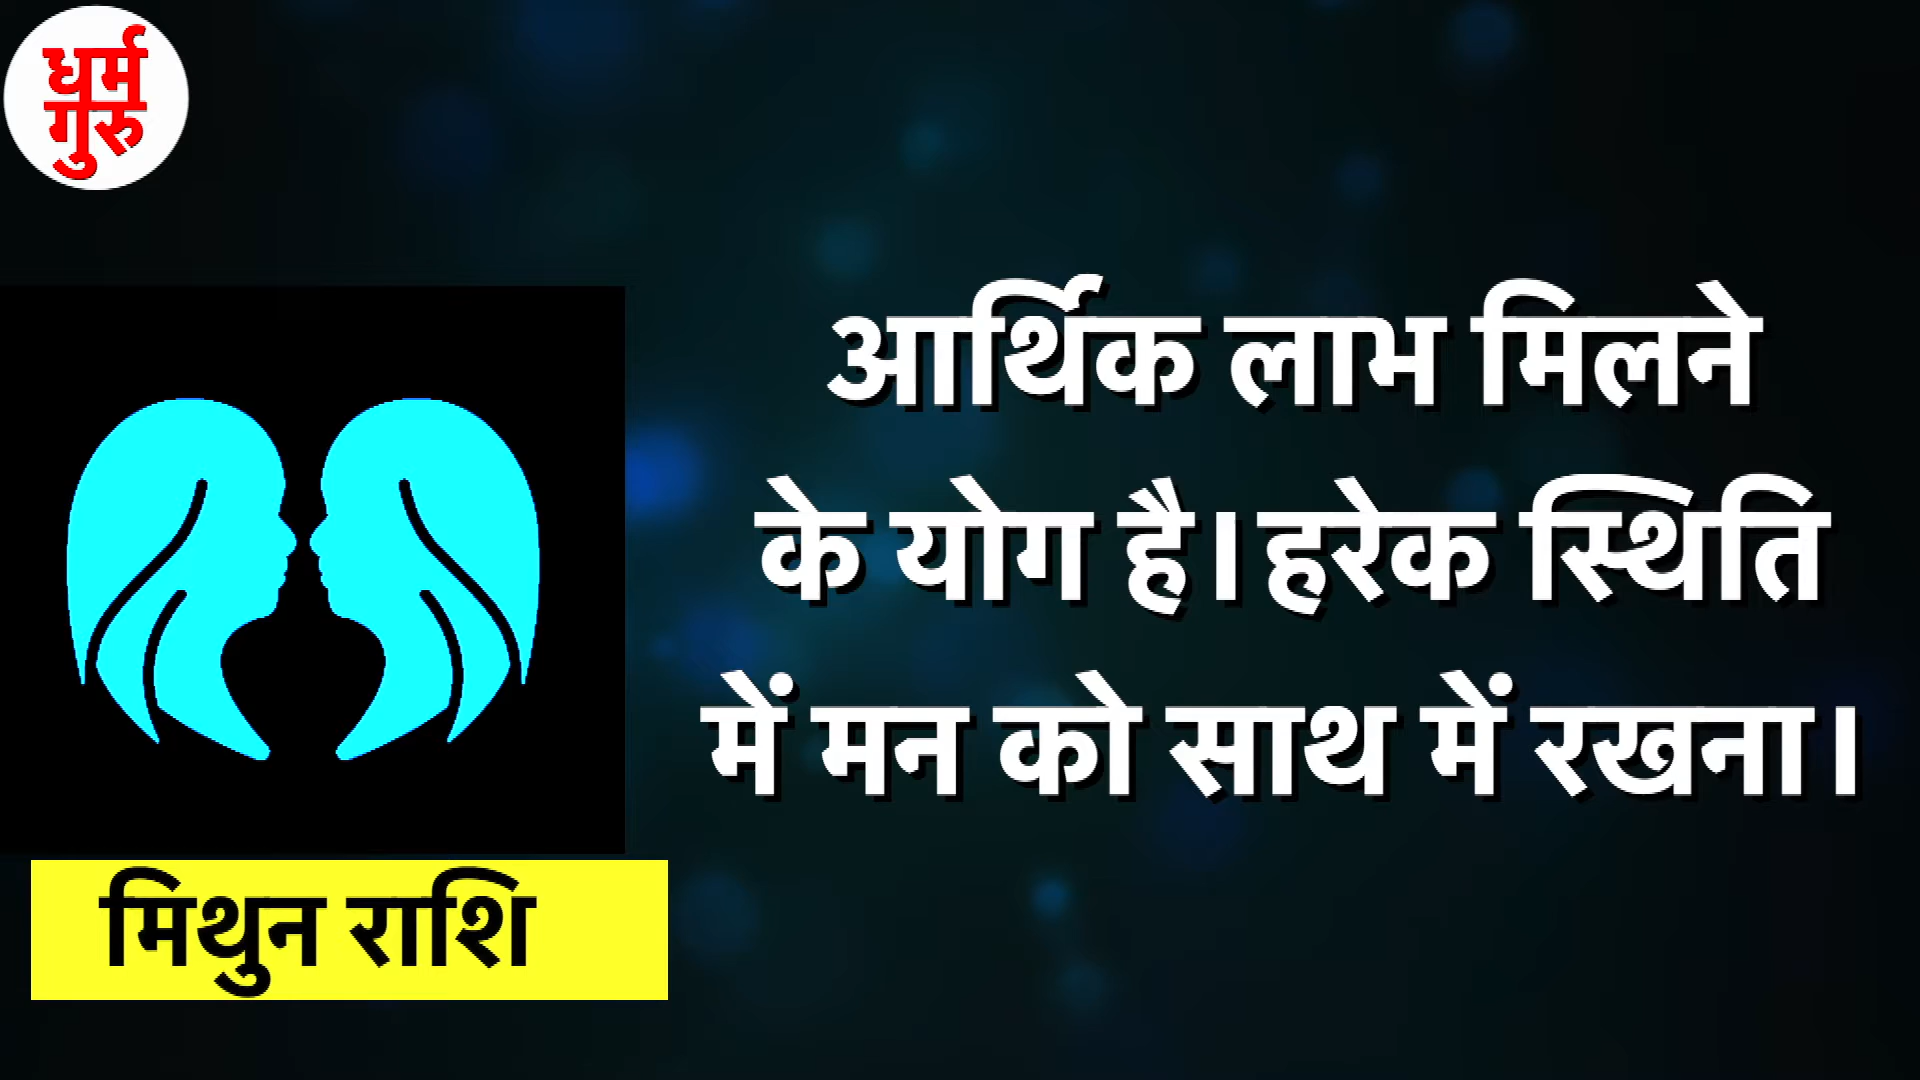 धर्म
गुरु
आर्थिक लाभ मिलने
के योग है।हरेक स्थिति
में मन को साथ में रखना।
मिथुन राशि